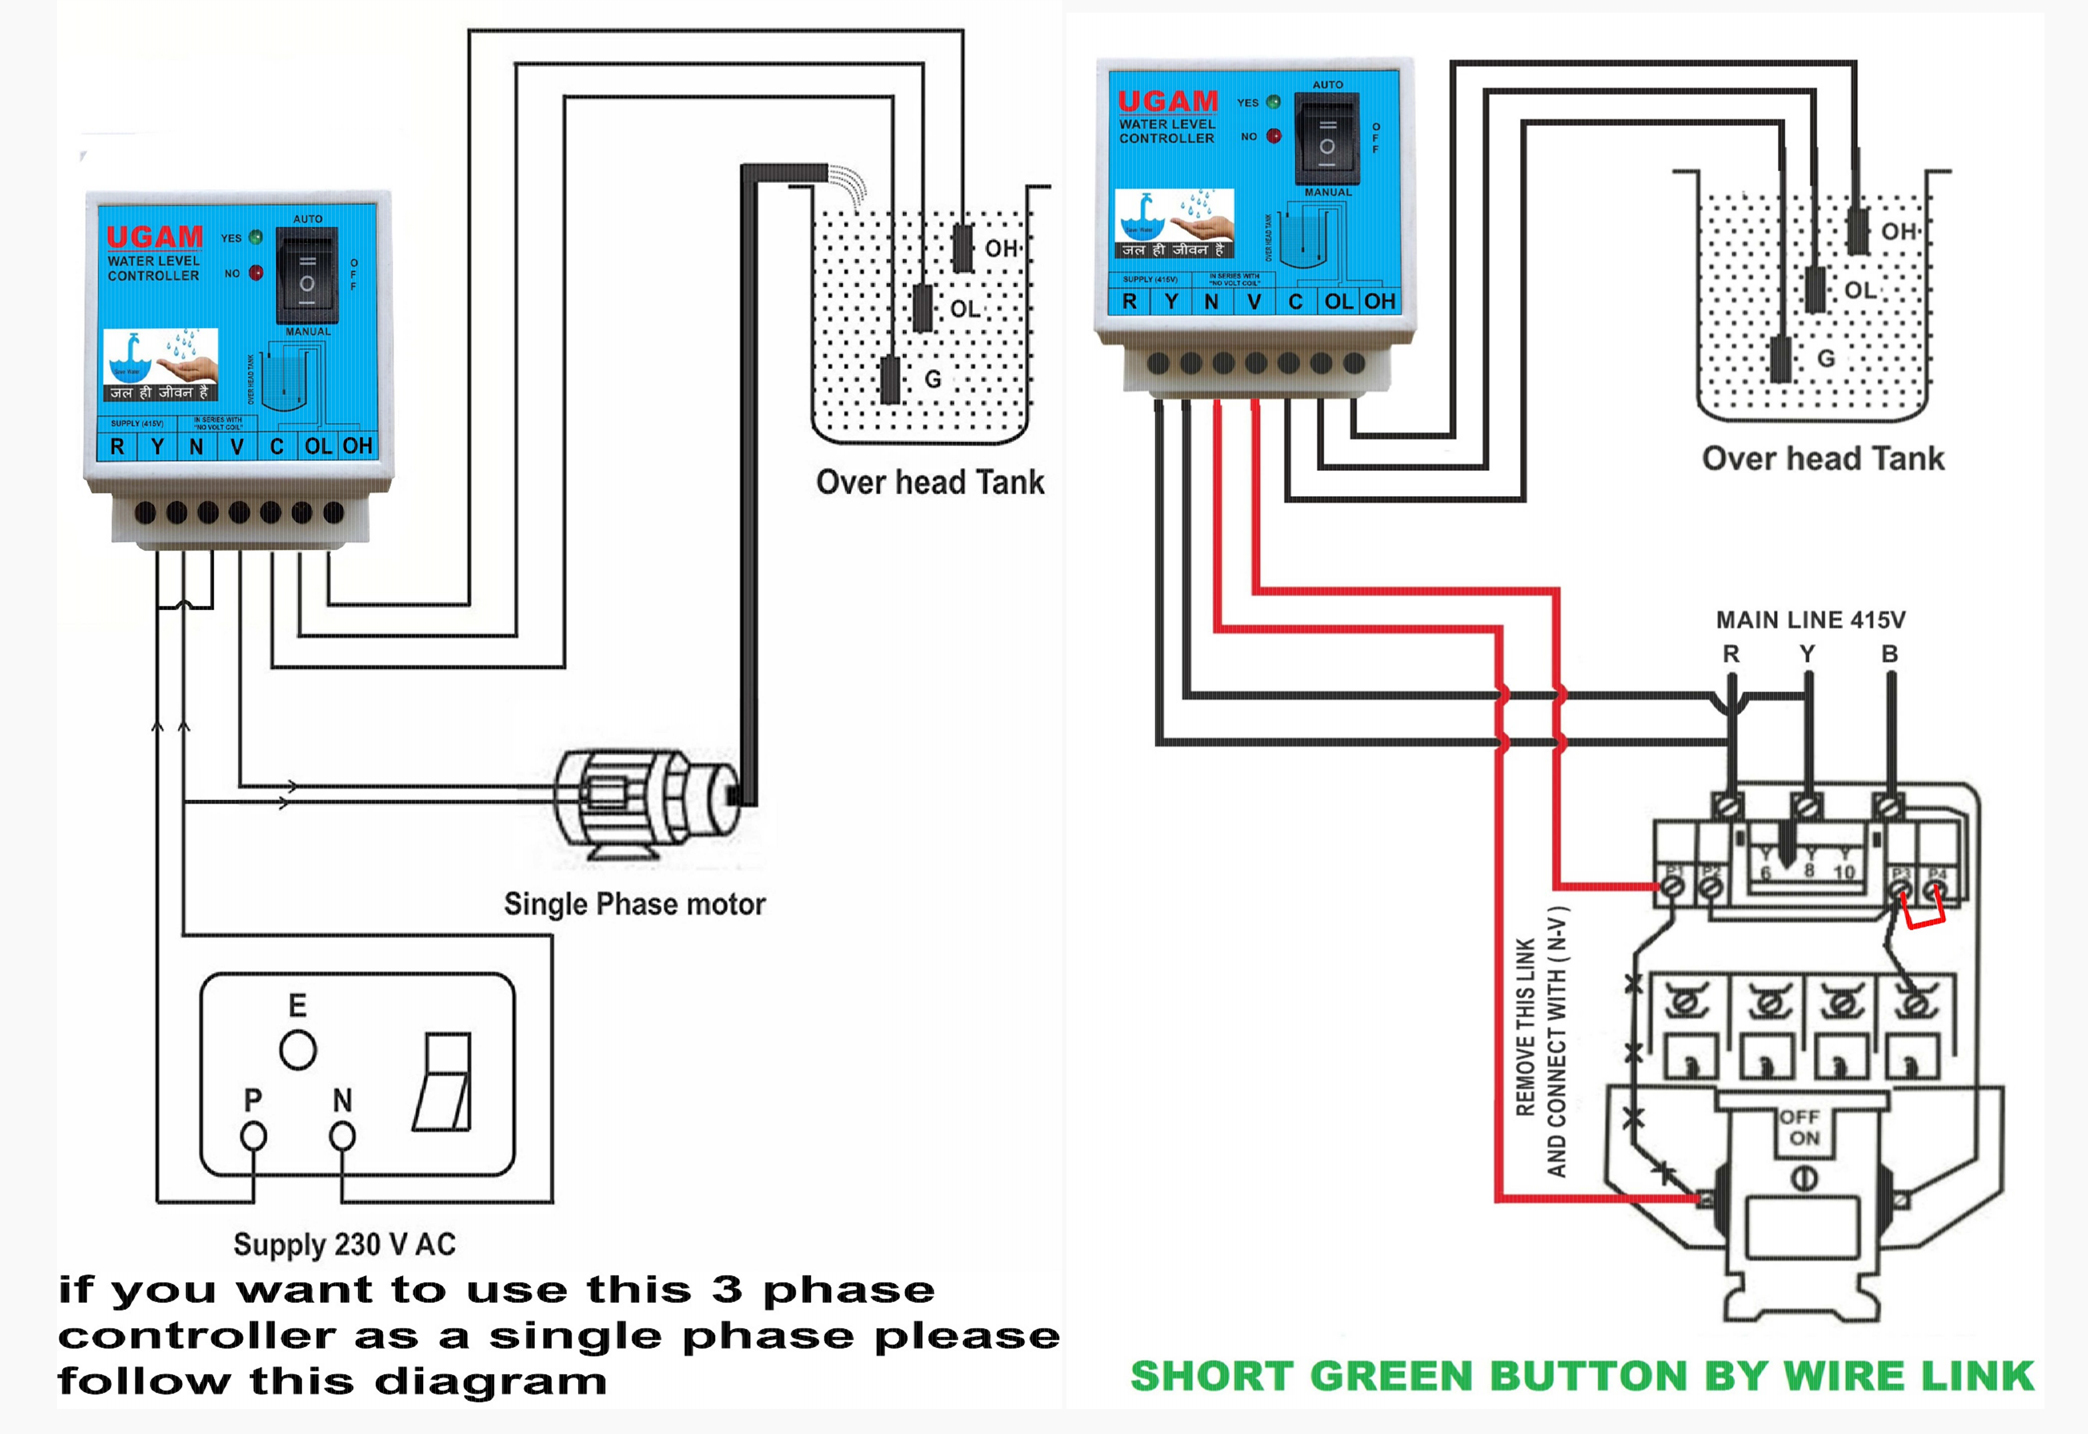 UGAM
WATER LEVEL
CONTROLLER
YES
NO
AUTO
OFF
MANUAL
OVER HEAD TANK
Save Water
जल ही जीवन है
SUPPLY (415V)
IN SERIES WITH
"NO VOLT COIL"
R Y N V C OL OH
OH
OL
G
Over head Tank
Single Phase motor
E
P N
Supply 230 V AC
if you want to use this 3 phase
controller as a single phase please
follow this diagram
UGAM
WATER LEVEL
CONTROLLER
YES
NO
AUTO
OFF
MANUAL
OVER HEAD TANK
Save Water
जल ही जीवन है
SUPPLY (415V)
IN SERIES WITH
"NO VOLT COIL"
R Y N V C OL OH
OH
OL
G
Over head Tank
MAIN LINE 415V
R Y B
P1 P2 P3 P4
Y Y Y
6 8 10
REMOVE THIS LINK
AND CONNECT WITH ( N-V )
OFF
ON
SHORT GREEN BUTTON BY WIRE LINK